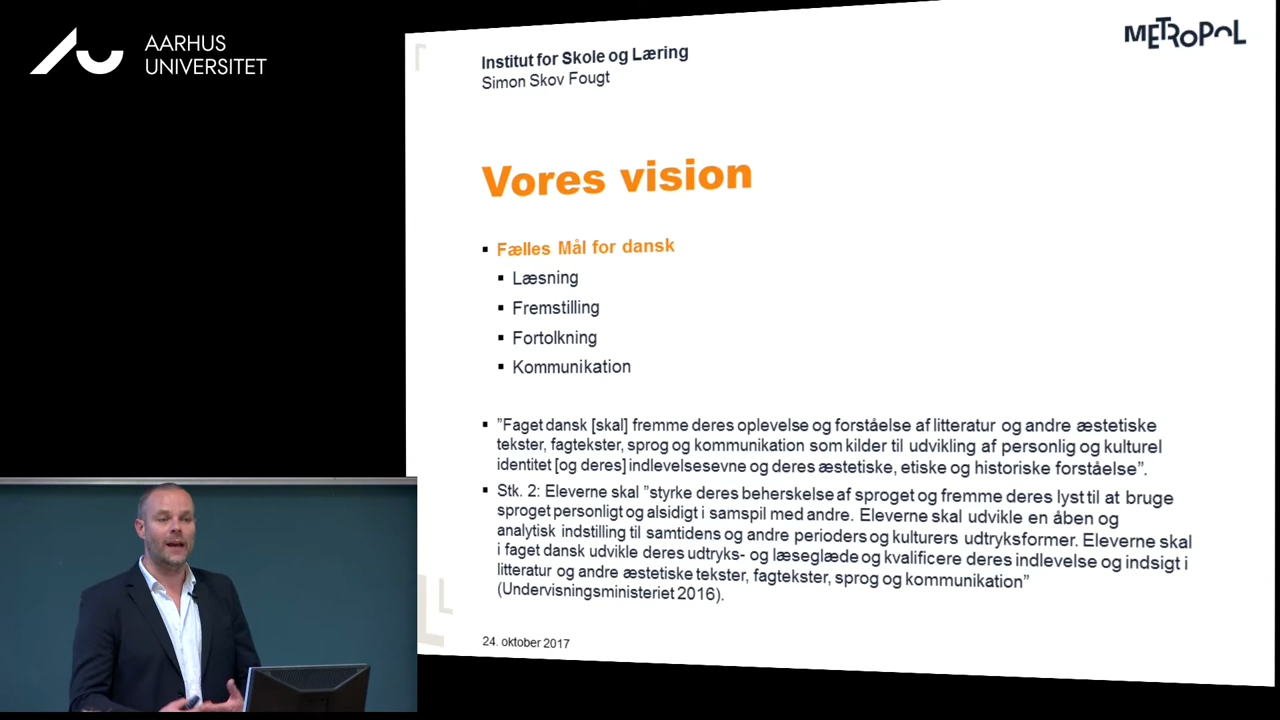 AARHUS
UNIVERSITET
METROPOL
Institut for Skole og Læring
Simon Skov Fougt
Vores vision
Fælles Mål for dansk
Læsning
Fremstilling
Fortolkning
Kommunikation
”Faget dansk [skal] fremme deres oplevelse og forståelse af litteratur og andre æstetiske
tekster, fagtekster, sprog og kommunikation som kilder til udvikling af personlig og kulturel
identitet [og deres] indlevelsesevne og deres æstetiske, etiske og historiske forståelse”.
Stk. 2: Eleverne skal ”styrke deres beherskelse af sproget og fremme deres lyst til at bruge
sproget personligt og alsidigt i samspil med andre. Eleverne skal udvikle en åben og
analytisk indstilling til samtidens og andre perioders og kulturers udtryksformer. Eleverne skal
i faget dansk udvikle deres udtryks- og læseglæde og kvalificere deres indlevelse og indsigt i
litteratur og andre æstetiske tekster, fagtekster, sprog og kommunikation”
(Undervisningsministeriet 2016).
24. oktober 2017